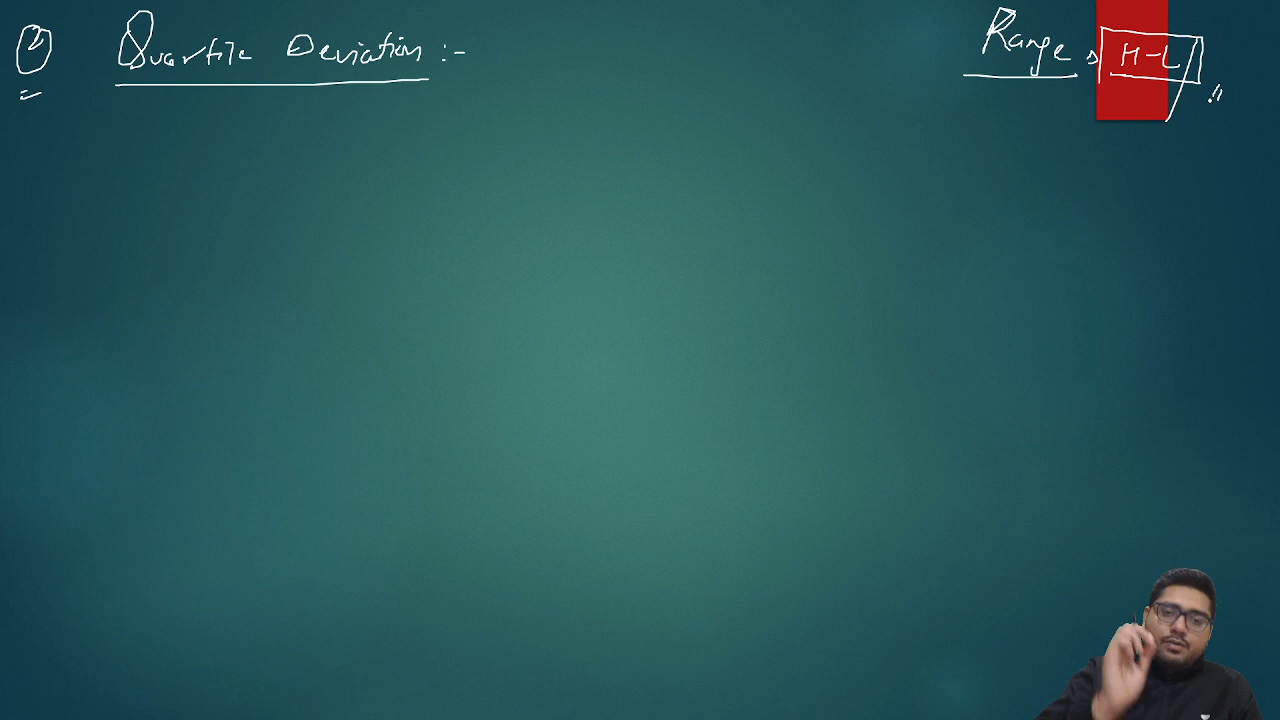 ② Quartile Deviation :-
Range = H-L